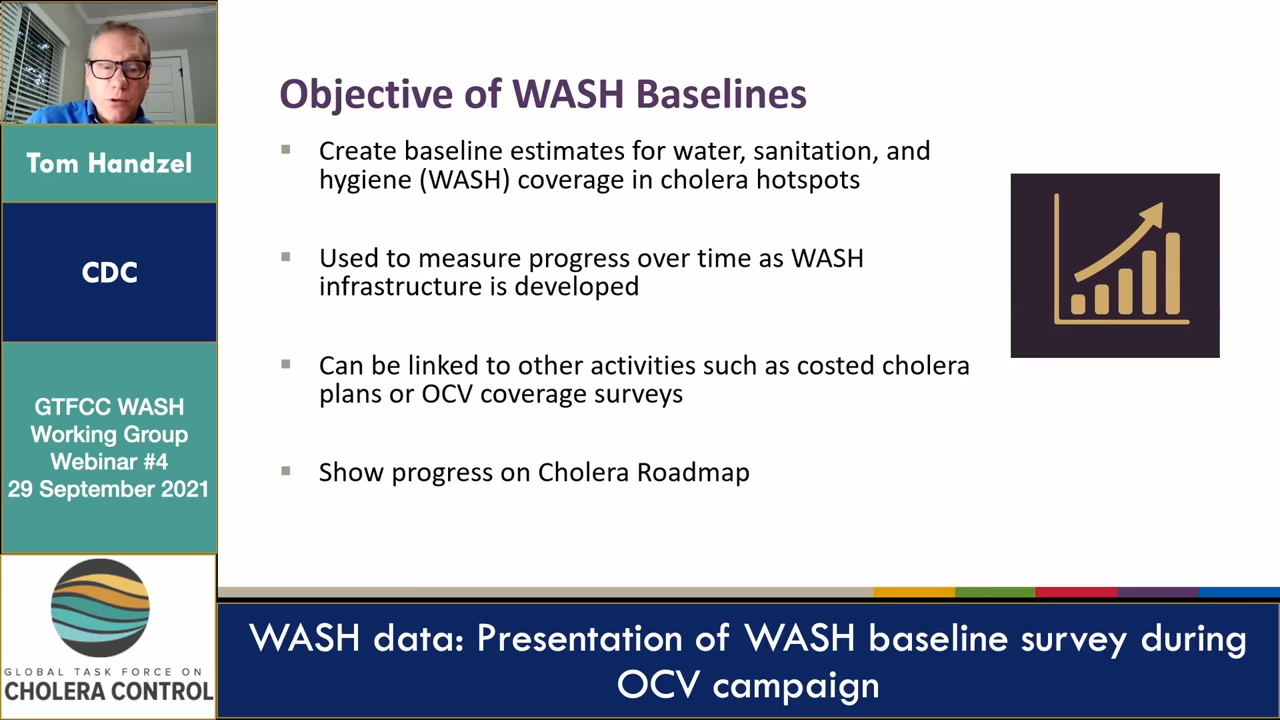 Tom Handzel
CDC
GTFCC WASH
Working Group
Webinar #4
29 September 2021
GLOBAL TASK FORCE ON
CHOLERA CONTROL
Objective of WASH Baselines
▪ Create baseline estimates for water, sanitation, and
hygiene (WASH) coverage in cholera hotspots
▪ Used to measure progress over time as WASH
infrastructure is developed
▪ Can be linked to other activities such as costed cholera
plans or OCV coverage surveys
▪ Show progress on Cholera Roadmap
WASH data: Presentation of WASH baseline survey during
OCV campaign